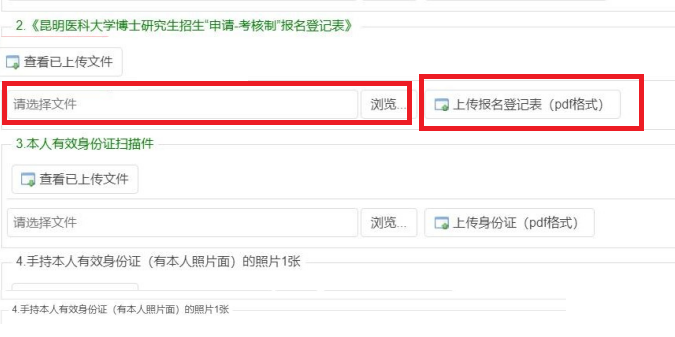 2.《昆明医科大学博士研究生招生“申请-考核制”报名登记表》
查看已上传文件
请选择文件 浏览... 上传报名登记表（pdf格式）
3.本人有效身份证扫描件
查看已上传文件
请选择文件 浏览... 上传身份证（pdf格式）
4.手持本人有效身份证（有本人照片面）的照片1张
4.手持本人有效身份证（有本人照片面）的照片1张